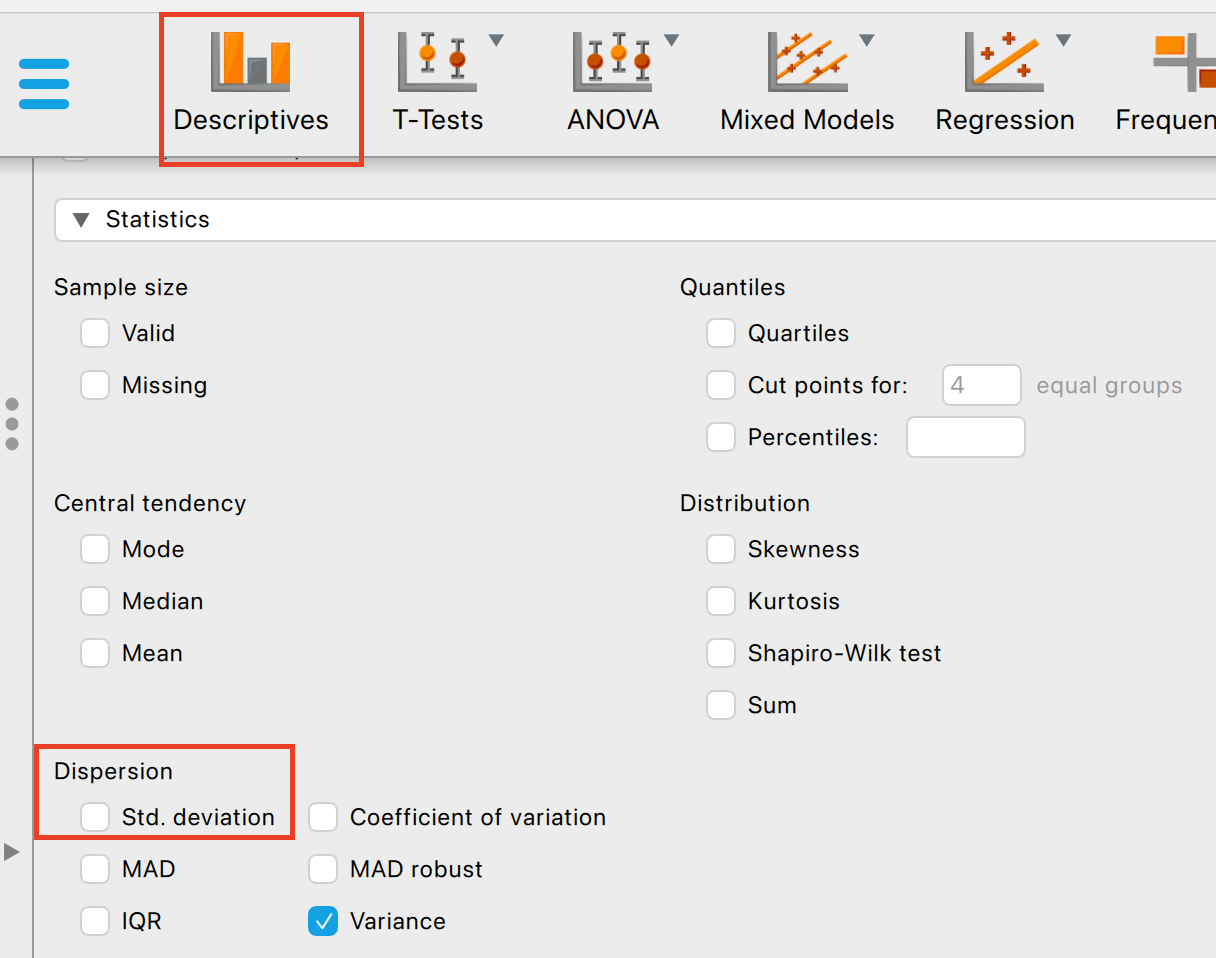 Descriptives
T-Tests
ANOVA
Mixed Models
Regression
Frequen
Statistics
Sample size
Valid
Missing
Quantiles
Quartiles
Cut points for: 4 equal groups
Percentiles:
Central tendency
Mode
Median
Mean
Distribution
Skewness
Kurtosis
Shapiro-Wilk test
Sum
Dispersion
Std. deviation
Coefficient of variation
MAD
MAD robust
IQR
Variance